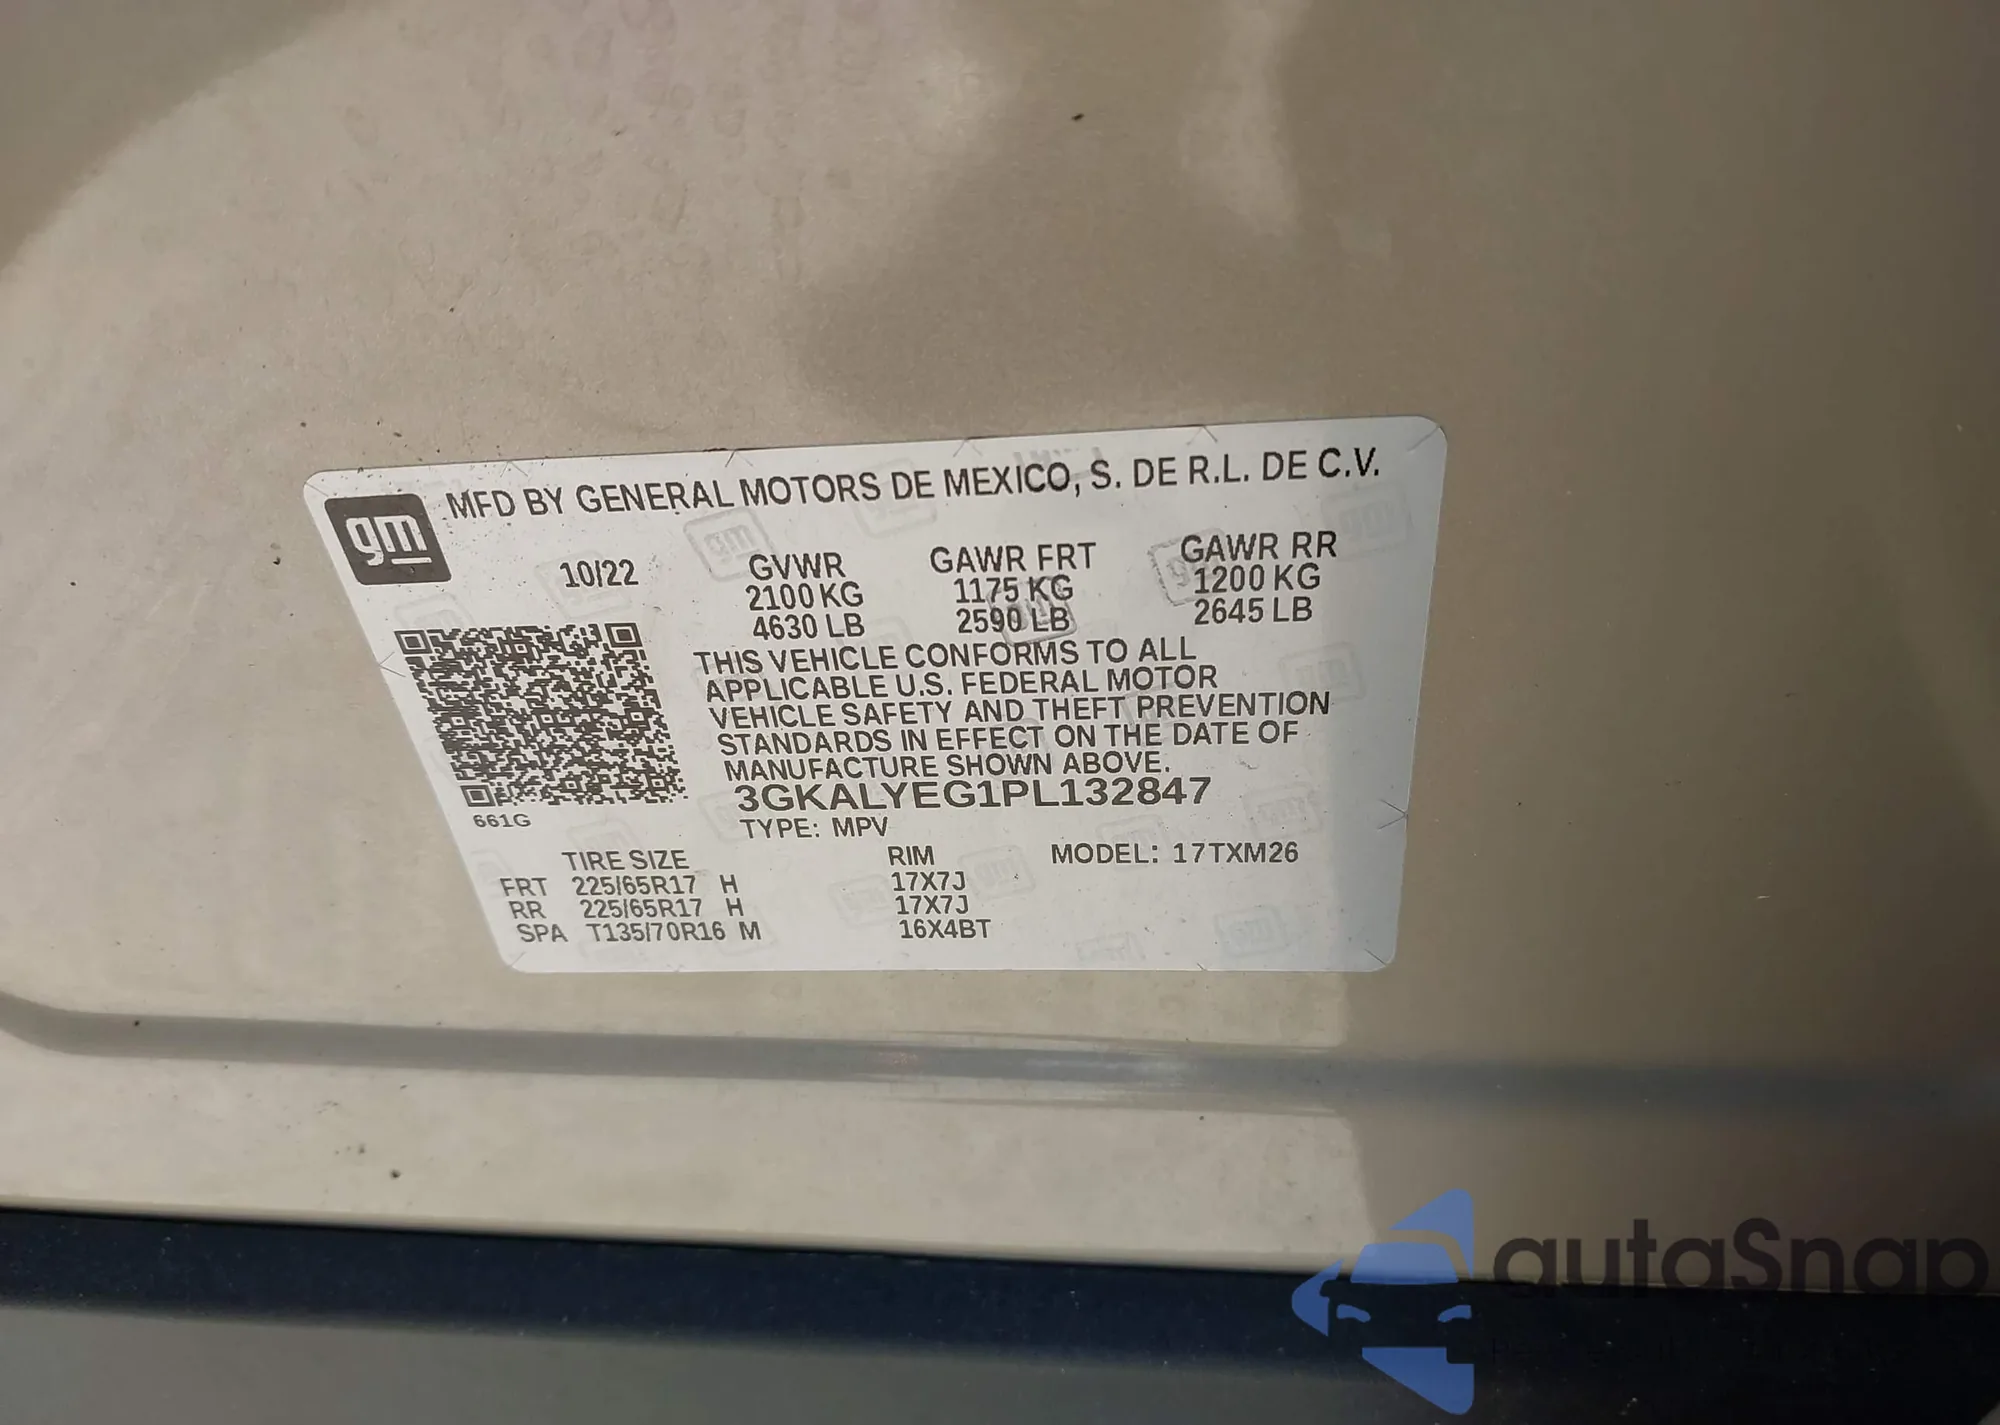 gm
MFD BY GENERAL MOTORS DE MEXICO, S. DE R.L. DE C.V.
10/22 GVWR GAWR FRT GAWR RR
2100 KG 1175 KG 1200 KG
4630 LB 2590 LB 2645 LB
THIS VEHICLE CONFORMS TO ALL
APPLICABLE U.S. FEDERAL MOTOR
VEHICLE SAFETY AND THEFT PREVENTION
STANDARDS IN EFFECT ON THE DATE OF
MANUFACTURE SHOWN ABOVE.
3GKALYEG1PL132847
661G
TYPE: MPV
TIRE SIZE RIM MODEL: 17TXM26
FRT 225/65R17 H 17X7J
RR 225/65R17 H 17X7J
SPA T135/70R16 M 16X4BT
autaSnap